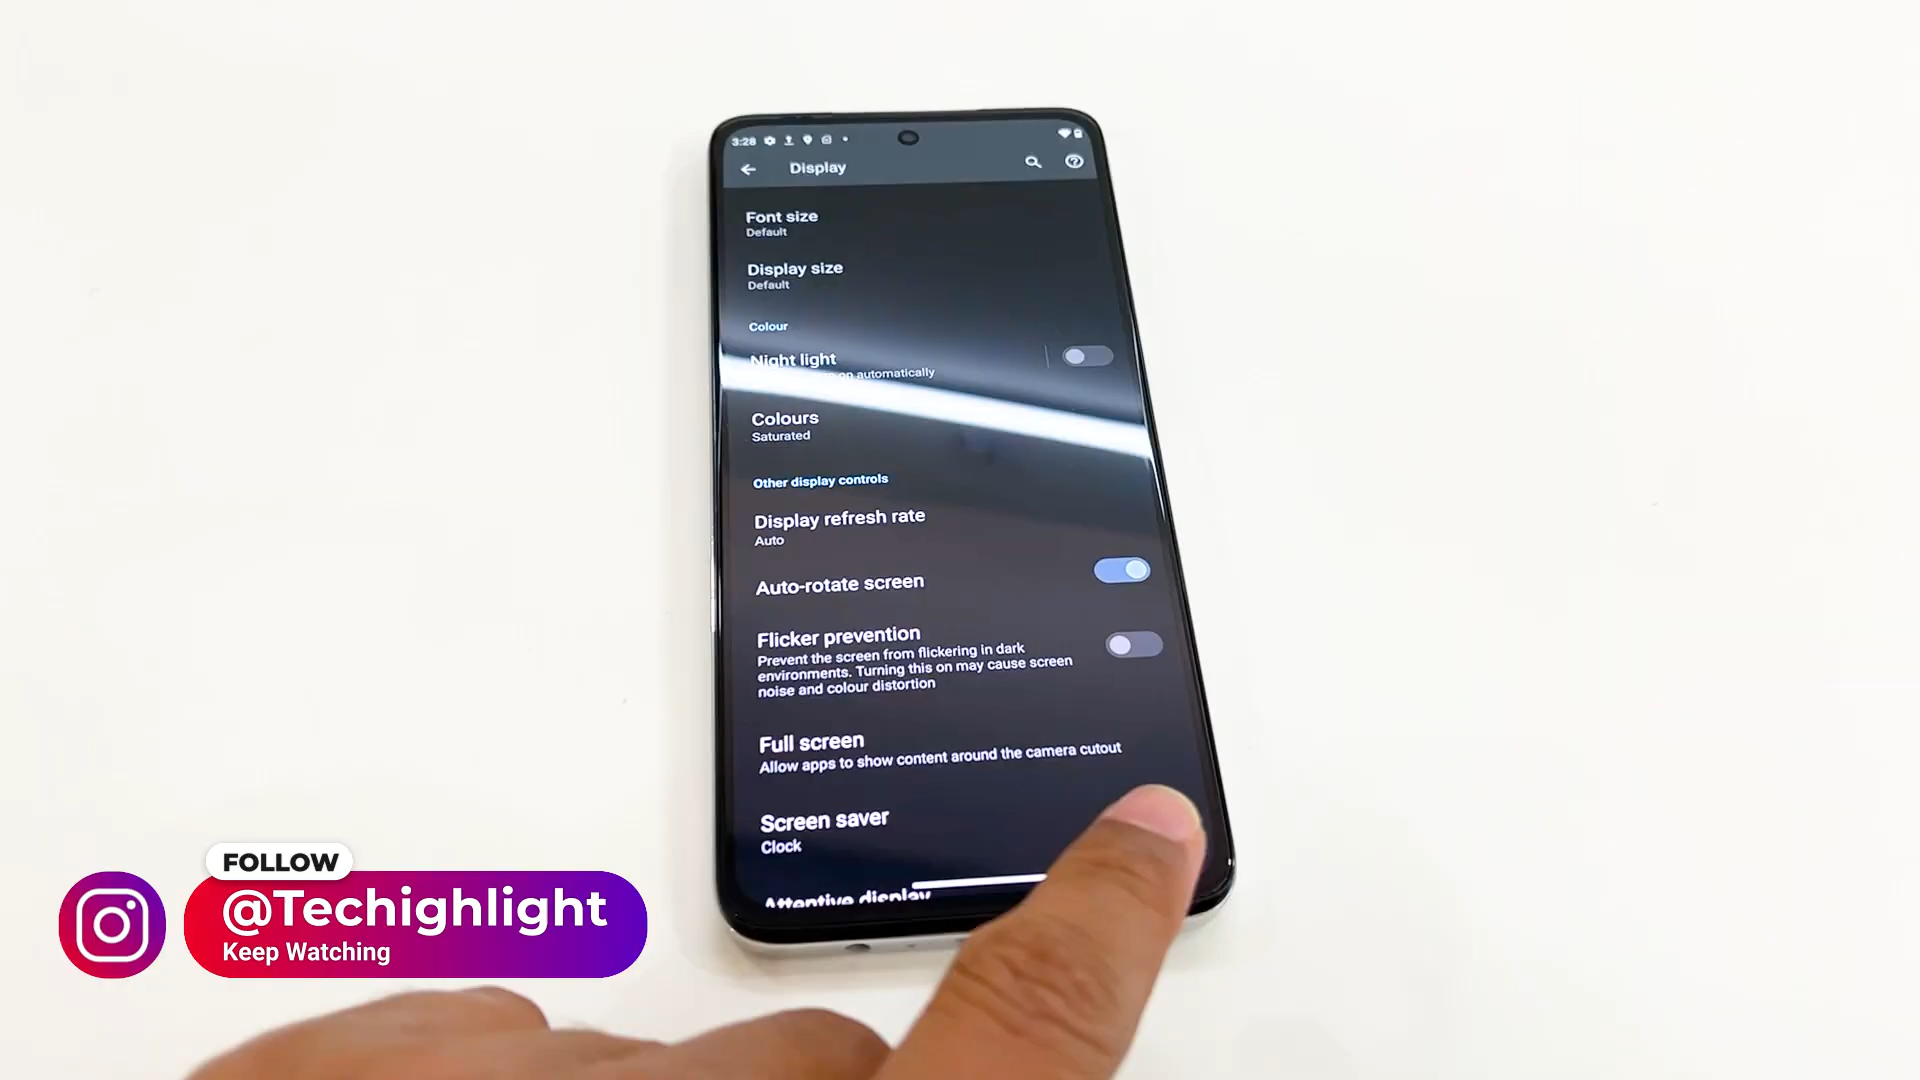 3:28
Display
Font size
Default
Display size
Default
Colour
Night light
on automatically
Colours
Saturated
Other display controls
Display refresh rate
Auto
Auto-rotate screen
Flicker prevention
Prevent the screen from flickering in dark
environments. Turning this on may cause screen
noise and colour distortion
Full screen
Allow apps to show content around the camera cutout
Screen saver
Clock
Attentive display
FOLLOW
@Techighlight
Keep Watching